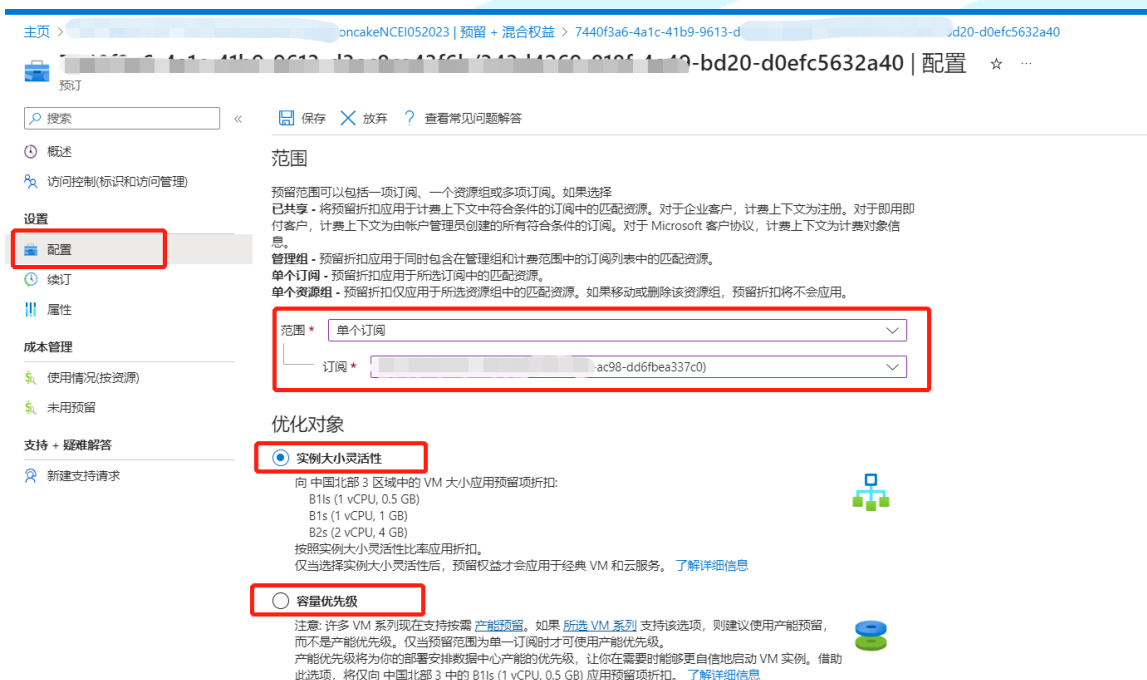 主页 >
oncakeNCEI052023 | 预留 + 混合权益 > 7440f3a6-4a1c-41b9-9613-d
d20-d0efc5632a40
-bd20-d0efc5632a40 | 配置 ☆ ···
预订
搜索
«
保存 放弃 ? 查看常见问题解答
概述
访问控制(标识和访问管理)
设置
配置
续订
属性
成本管理
使用情况(按资源)
未用预留
支持 + 疑难解答
新建支持请求
范围
预留范围可以包括一项订阅、一个资源组或多项订阅。如果选择
已共享 - 将预留折扣应用于计费上下文中符合条件的订阅中的匹配资源。对于企业客户，计费上下文为注册。对于即用即
付客户，计费上下文为由帐户管理员创建的所有符合条件的订阅。对于 Microsoft 客户协议，计费上下文为计费对象信
息。
管理组 - 预留折扣应用于同时包含在管理组和计费范围中的订阅列表中的匹配资源。
单个订阅 - 预留折扣应用于所选订阅中的匹配资源。
单个资源组 - 预留折扣仅应用于所选资源组中的匹配资源。如果移动或删除该资源组，预留折扣将不会应用。
范围 * 单个订阅
订阅 * ac98-dd6fbea337c0)
优化对象
实例大小灵活性
向 中国北部 3 区域中的 VM 大小应用预留项折扣:
B1ls (1 vCPU, 0.5 GB)
B1s (1 vCPU, 1 GB)
B2s (2 vCPU, 4 GB)
按照实例大小灵活性比率应用折扣。
仅当选择实例大小灵活性后，预留权益才会应用于经典 VM 和云服务。 了解详细信息
容量优先级
注意: 许多 VM 系列现在支持按需 产能预留。如果 所选 VM 系列 支持该选项，则建议使用产能预留，
而不是产能优先级。仅当预留范围为单一订阅时才可使用产能优先级。
产能优先级将为你的部署安排数据中心产能的优先级，让你在需要时能够更自信地启动 VM 实例。借助
此选项，将仅向 中国北部 3 中的 B1ls (1 vCPU, 0.5 GB) 应用预留项折扣。 了解详细信息